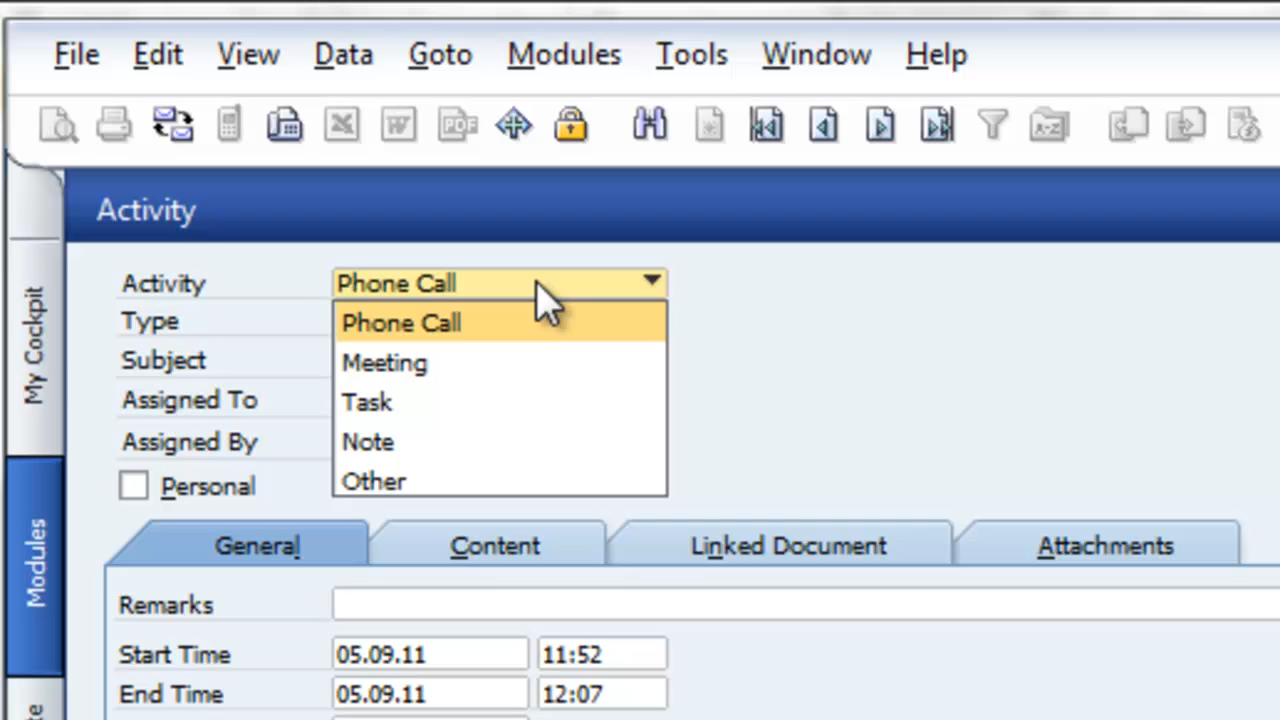 File Edit View Data Goto Modules Tools Window Help
Activity
Activity Phone Call
Phone Call
Type
Meeting
Subject
Task
Assigned To
Note
Assigned By
Other
Personal
My Cockpit
Modules
General Content Linked Document Attachments
Remarks
Start Time 05.09.11 11:52
End Time 05.09.11 12:07